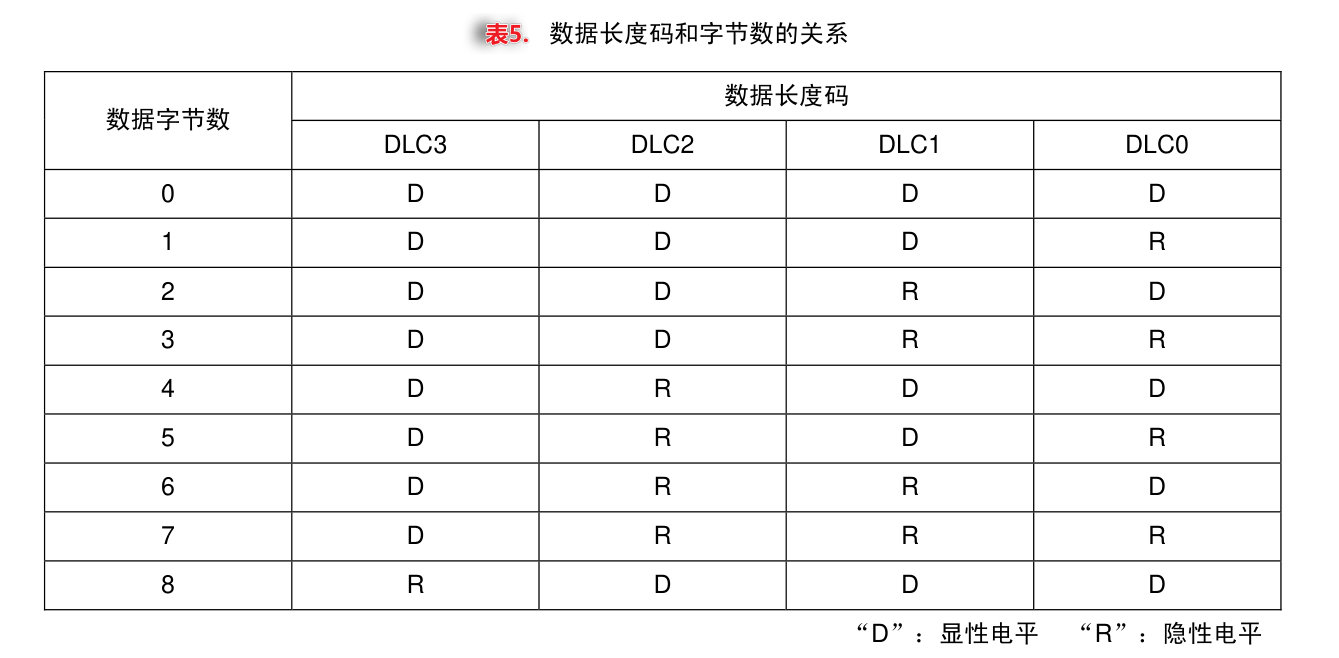 表5. 数据长度码和字节数的关系
数据字节数 数据长度码
DLC3 DLC2 DLC1 DLC0
0 D D D D
1 D D D R
2 D D R D
3 D D R R
4 D R D D
5 D R D R
6 D R R D
7 D R R R
8 R D D D
“D”：显性电平 “R”：隐性电平